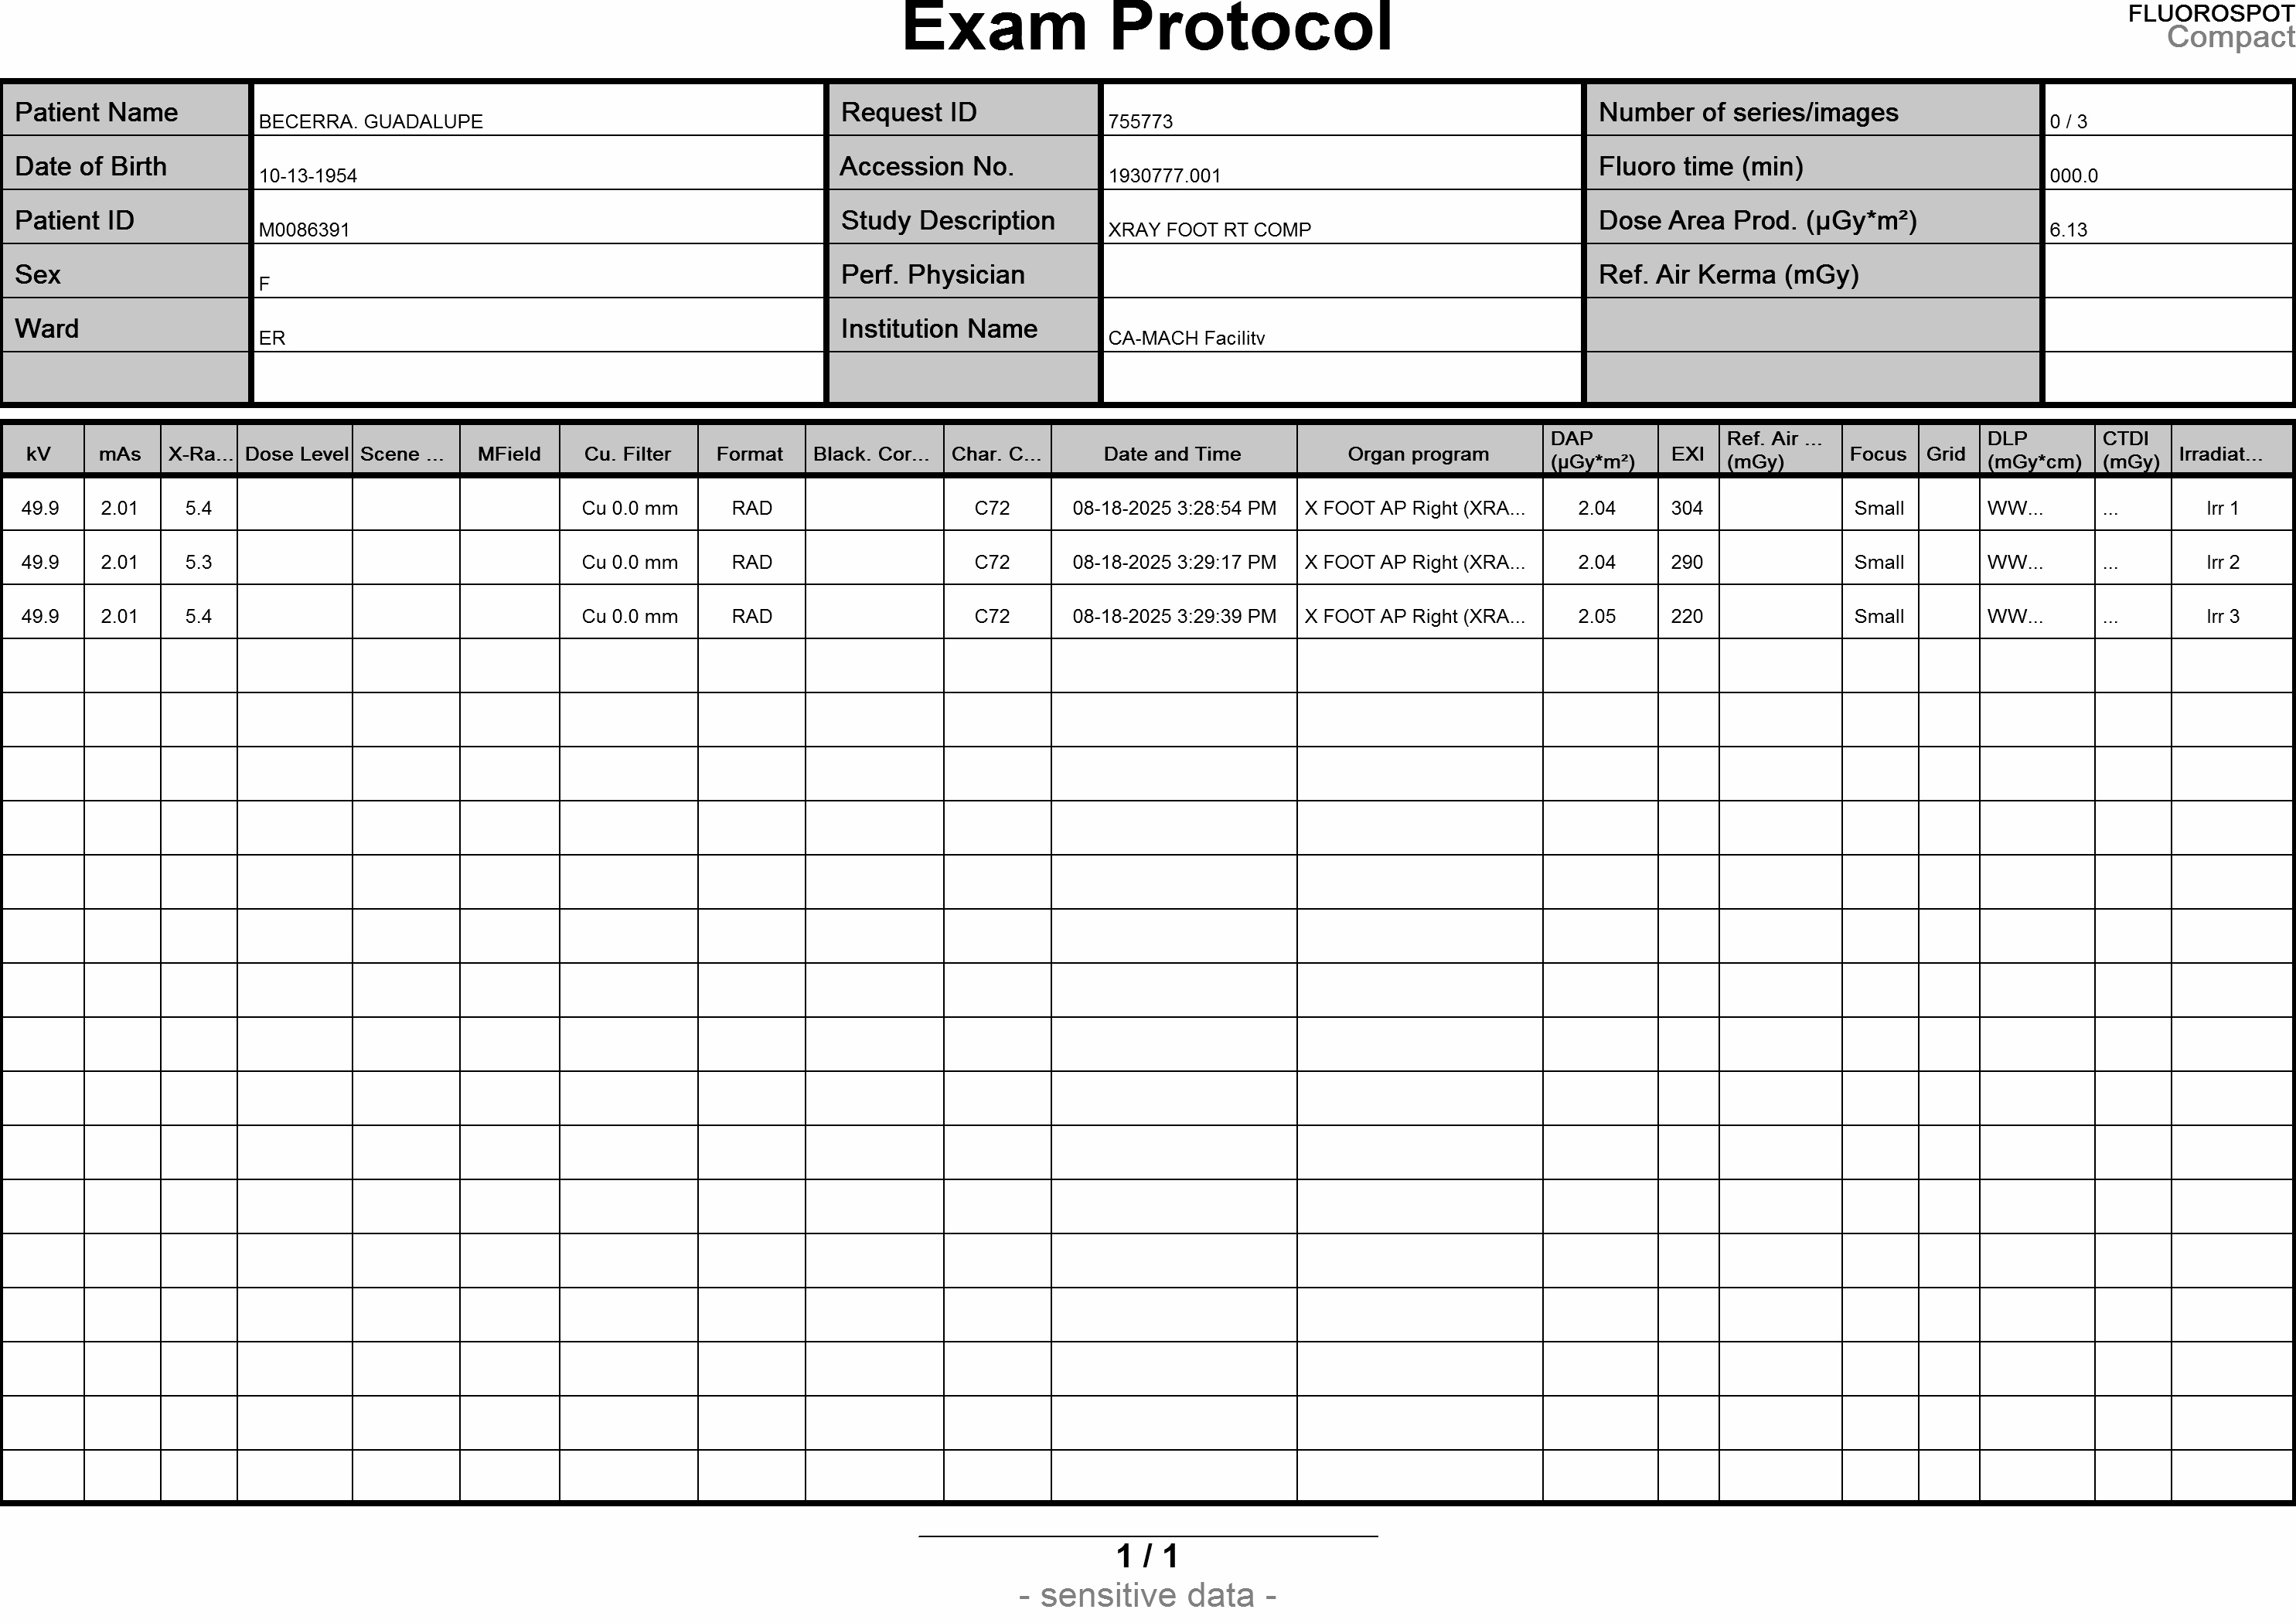 Exam Protocol
FLUOROSPOT
Compact
Patient Name BECERRA. GUADALUPE Request ID 755773 Number of series/images 0 / 3
Date of Birth 10-13-1954 Accession No. 1930777.001 Fluoro time (min) 000.0
Patient ID M0086391 Study Description XRAY FOOT RT COMP Dose Area Prod. (µGy*m²) 6.13
Sex F Perf. Physician Ref. Air Kerma (mGy)
Ward ER Institution Name CA-MACH Facilitv
kV mAs X-Ra... Dose Level Scene ... MField Cu. Filter Format Black. Cor... Char. C... Date and Time Organ program DAP (µGy*m²) EXI Ref. Air ... (mGy) Focus Grid DLP (mGy*cm) CTDI (mGy) Irradiat...
49.9 2.01 5.4 Cu 0.0 mm RAD C72 08-18-2025 3:28:54 PM X FOOT AP Right (XRA... 2.04 304 Small WW... ... Irr 1
49.9 2.01 5.3 Cu 0.0 mm RAD C72 08-18-2025 3:29:17 PM X FOOT AP Right (XRA... 2.04 290 Small WW... ... Irr 2
49.9 2.01 5.4 Cu 0.0 mm RAD C72 08-18-2025 3:29:39 PM X FOOT AP Right (XRA... 2.05 220 Small WW... ... Irr 3
1 / 1
- sensitive data -